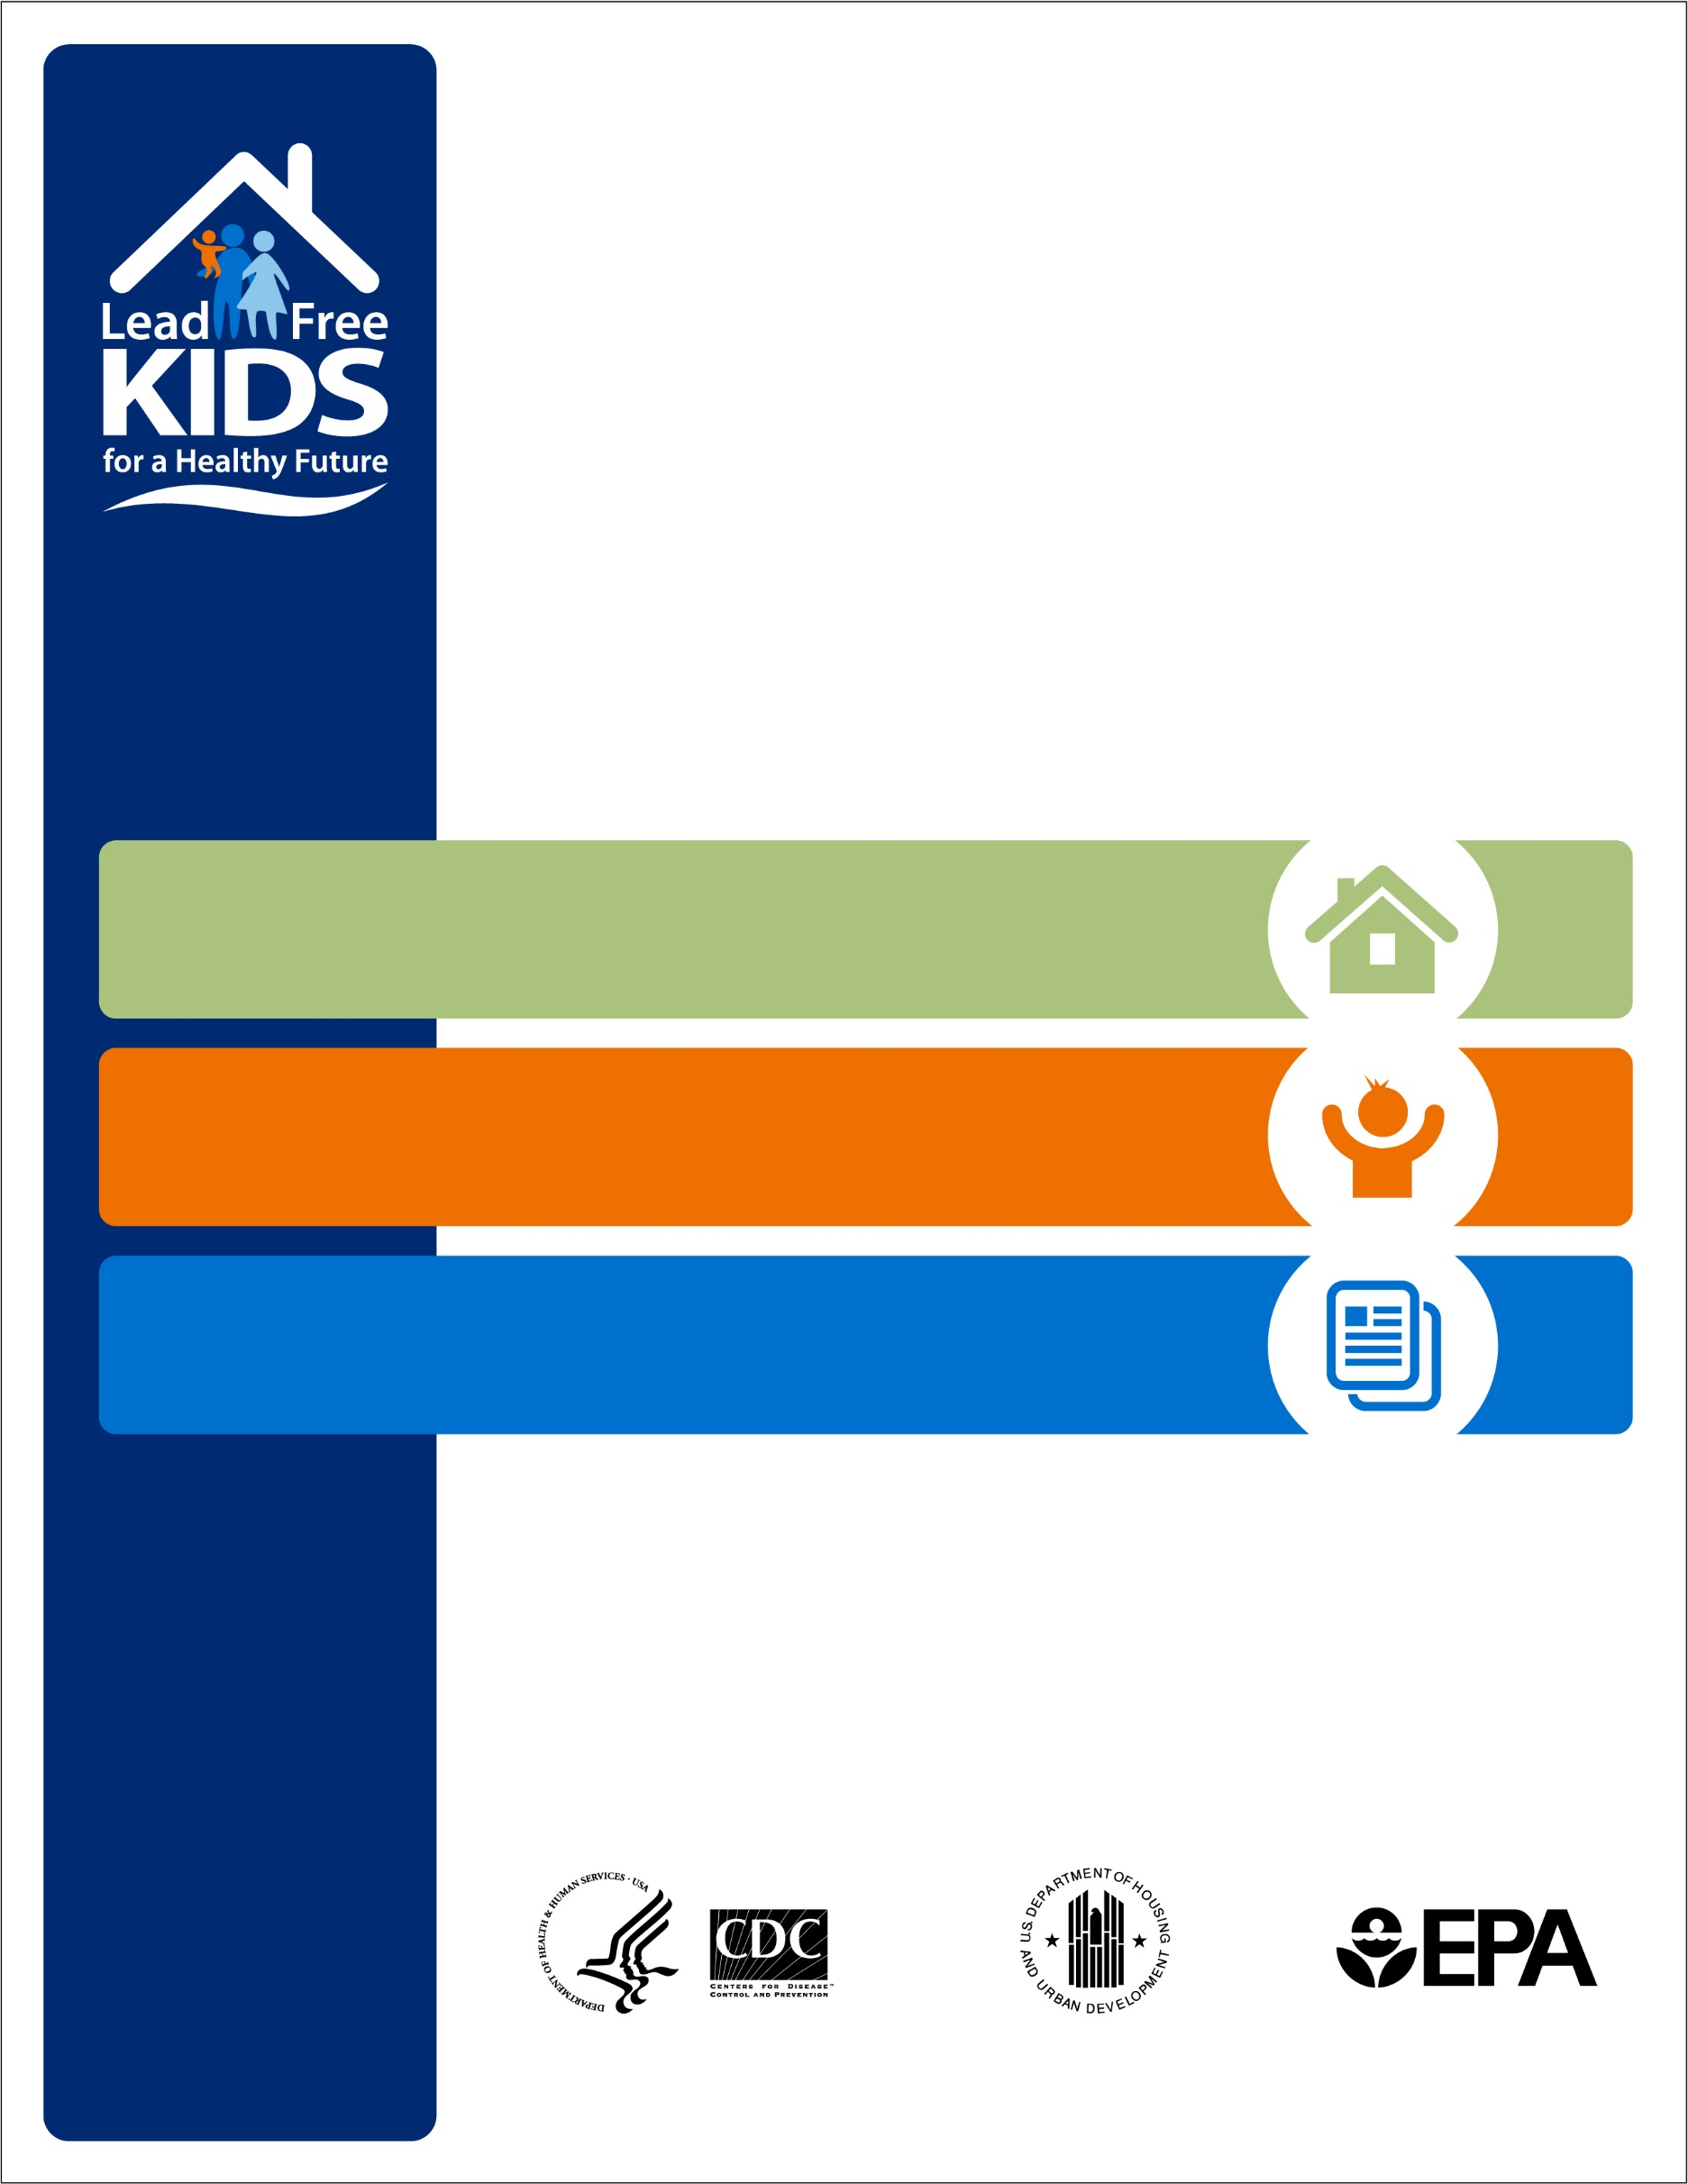 Lead Free
KIDS
for a Healthy Future
DEPARTMENT OF HEALTH & HUMAN SERVICES · USA
CDC
CENTERS FOR DISEASE™
CONTROL AND PREVENTION
U.S. DEPARTMENT OF HOUSING
AND URBAN DEVELOPMENT
EPA